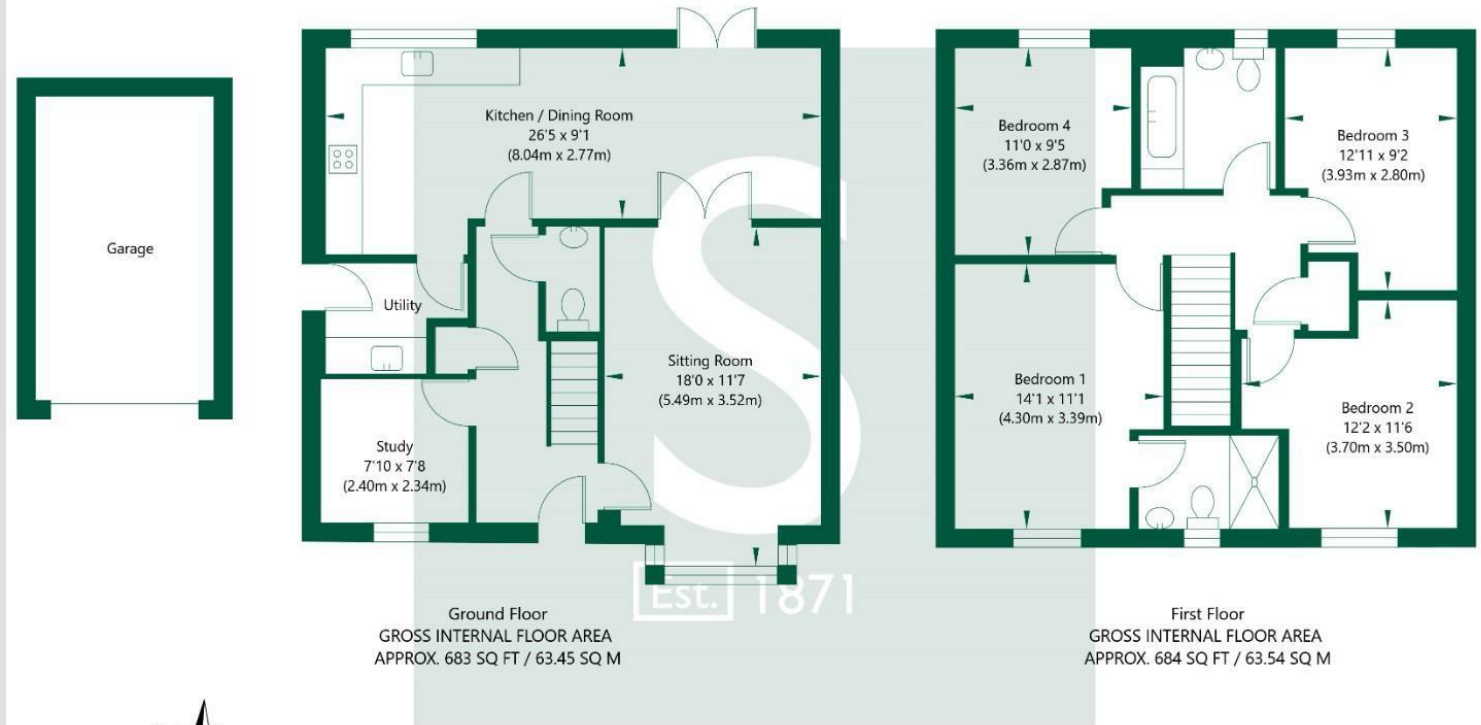 Garage
Kitchen / Dining Room
26'5 x 9'1
(8.04m x 2.77m)
Utility
Sitting Room
18'0 x 11'7
(5.49m x 3.52m)
Study
7'10 x 7'8
(2.40m x 2.34m)
Ground Floor
GROSS INTERNAL FLOOR AREA
APPROX. 683 SQ FT / 63.45 SQ M
Bedroom 4
11'0 x 9'5
(3.36m x 2.87m)
Bedroom 3
12'11 x 9'2
(3.93m x 2.80m)
Bedroom 1
14'1 x 11'1
(4.30m x 3.39m)
Bedroom 2
12'2 x 11'6
(3.70m x 3.50m)
First Floor
GROSS INTERNAL FLOOR AREA
APPROX. 684 SQ FT / 63.54 SQ M
S
Est. 1871